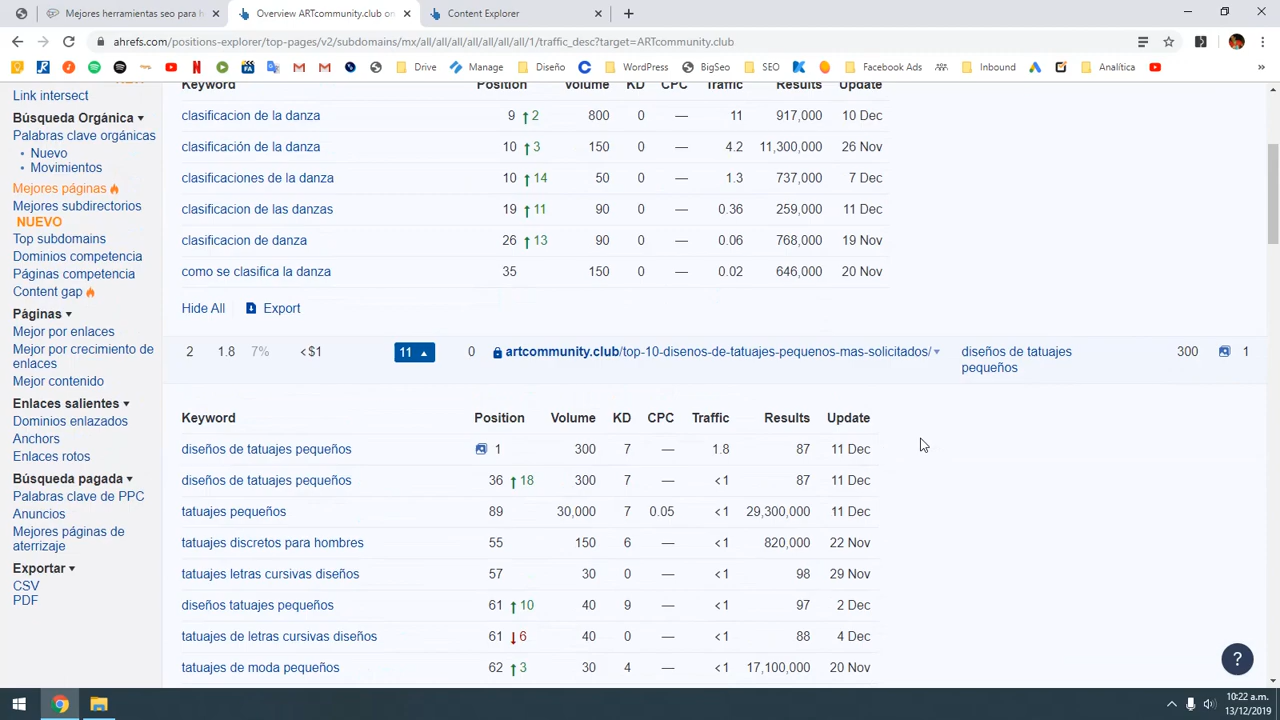 Mejores herramientas seo para h
Overview ARTcommunity.club on
Content Explorer
ahrefs.com/positions-explorer/top-pages/v2/subdomains/mx/all/all/all/all/all/all/1/traffic_desc?target=ARTcommunity.club
Drive Manage Diseño WordPress BigSeo SEO Facebook Ads Inbound Analítica »
Link intersect
Búsqueda Orgánica
Palabras clave orgánicas
• Nuevo
• Movimientos
Mejores páginas
Mejores subdirectorios
NUEVO
Top subdomains
Dominios competencia
Páginas competencia
Content gap
Páginas
Mejor por enlaces
Mejor por crecimiento de
enlaces
Mejor contenido
Enlaces salientes
Dominios enlazados
Anchors
Enlaces rotos
Búsqueda pagada
Palabras clave de PPC
Anuncios
Mejores páginas de
aterrizaje
Exportar
CSV
PDF
Keyword Position Volume KD CPC Traffic Results Update
clasificacion de la danza 9 ↑2 800 0 — 11 917,000 10 Dec
clasificación de la danza 10 ↑3 150 0 — 4.2 11,300,000 26 Nov
clasificaciones de la danza 10 ↑14 50 0 — 1.3 737,000 7 Dec
clasificacion de las danzas 19 ↑11 90 0 — 0.36 259,000 11 Dec
clasificacion de danza 26 ↑13 90 0 — 0.06 768,000 19 Nov
como se clasifica la danza 35 150 0 — 0.02 646,000 20 Nov
Hide All Export
2 1.8 7% <$1 11 0 artcommunity.club/top-10-disenos-de-tatuajes-pequenos-mas-solicitados/ diseños de tatuajes 300 1
pequeños
Keyword Position Volume KD CPC Traffic Results Update
diseños de tatuajes pequeños 1 300 7 — 1.8 87 11 Dec
diseños de tatuajes pequeños 36 ↑18 300 7 — <1 87 11 Dec
tatuajes pequeños 89 30,000 7 0.05 <1 29,300,000 11 Dec
tatuajes discretos para hombres 55 150 6 — <1 820,000 22 Nov
tatuajes letras cursivas diseños 57 30 0 — <1 98 29 Nov
diseños tatuajes pequeños 61 ↑10 40 9 — <1 97 2 Dec
tatuajes de letras cursivas diseños 61 ↓6 40 0 — <1 88 4 Dec
tatuajes de moda pequeños 62 ↑3 30 4 — <1 17,100,000 20 Nov
?
10:22 a.m.
13/12/2019